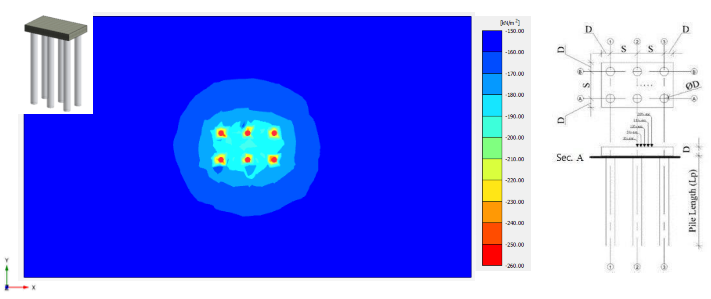 [kN/m²]
-150.00
-160.00
-170.00
-180.00
-190.00
-200.00
-210.00
-220.00
-230.00
-240.00
-250.00
-260.00
Y
X
1 2 3
D S S D
D
B B
S
A A
D
ØD
Sec. A
D
Pile Length (Lp)
1 2 3